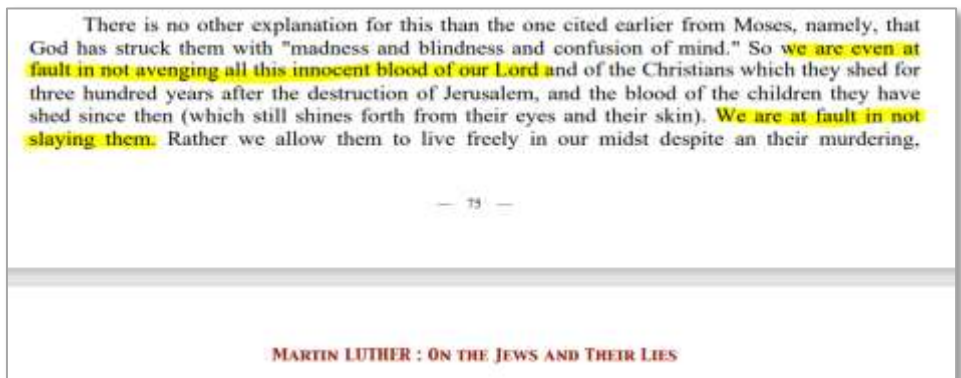 There is no other explanation for this than the one cited earlier from Moses, namely, that
God has struck them with "madness and blindness and confusion of mind." So we are even at
fault in not avenging all this innocent blood of our Lord and of the Christians which they shed for
three hundred years after the destruction of Jerusalem, and the blood of the children they have
shed since then (which still shines forth from their eyes and their skin). We are at fault in not
slaying them. Rather we allow them to live freely in our midst despite an their murdering,
— 75 —
MARTIN LUTHER : ON THE JEWS AND THEIR LIES